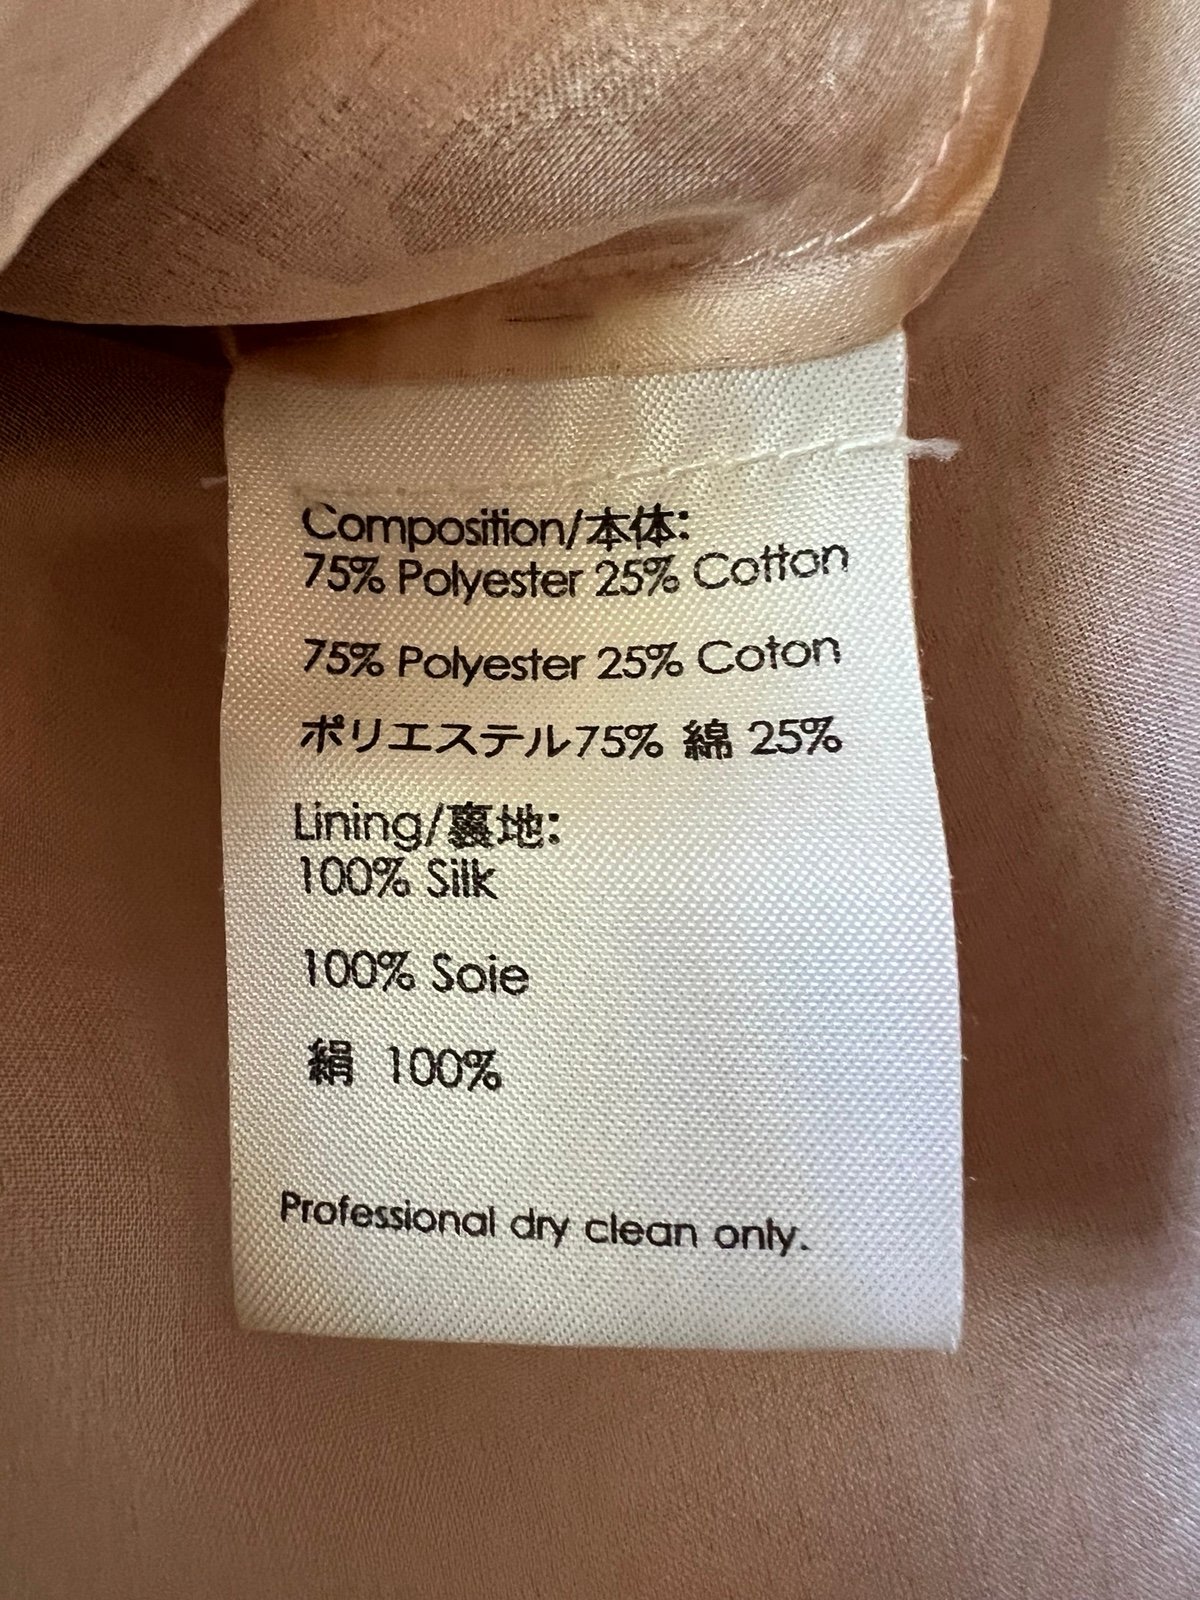 Composition/本体:
75% Polyester 25% Cotton
75% Polyester 25% Coton
ポリエステル75% 綿 25%
Lining/裏地:
100% Silk
100% Soie
絹 100%
Professional dry clean only.